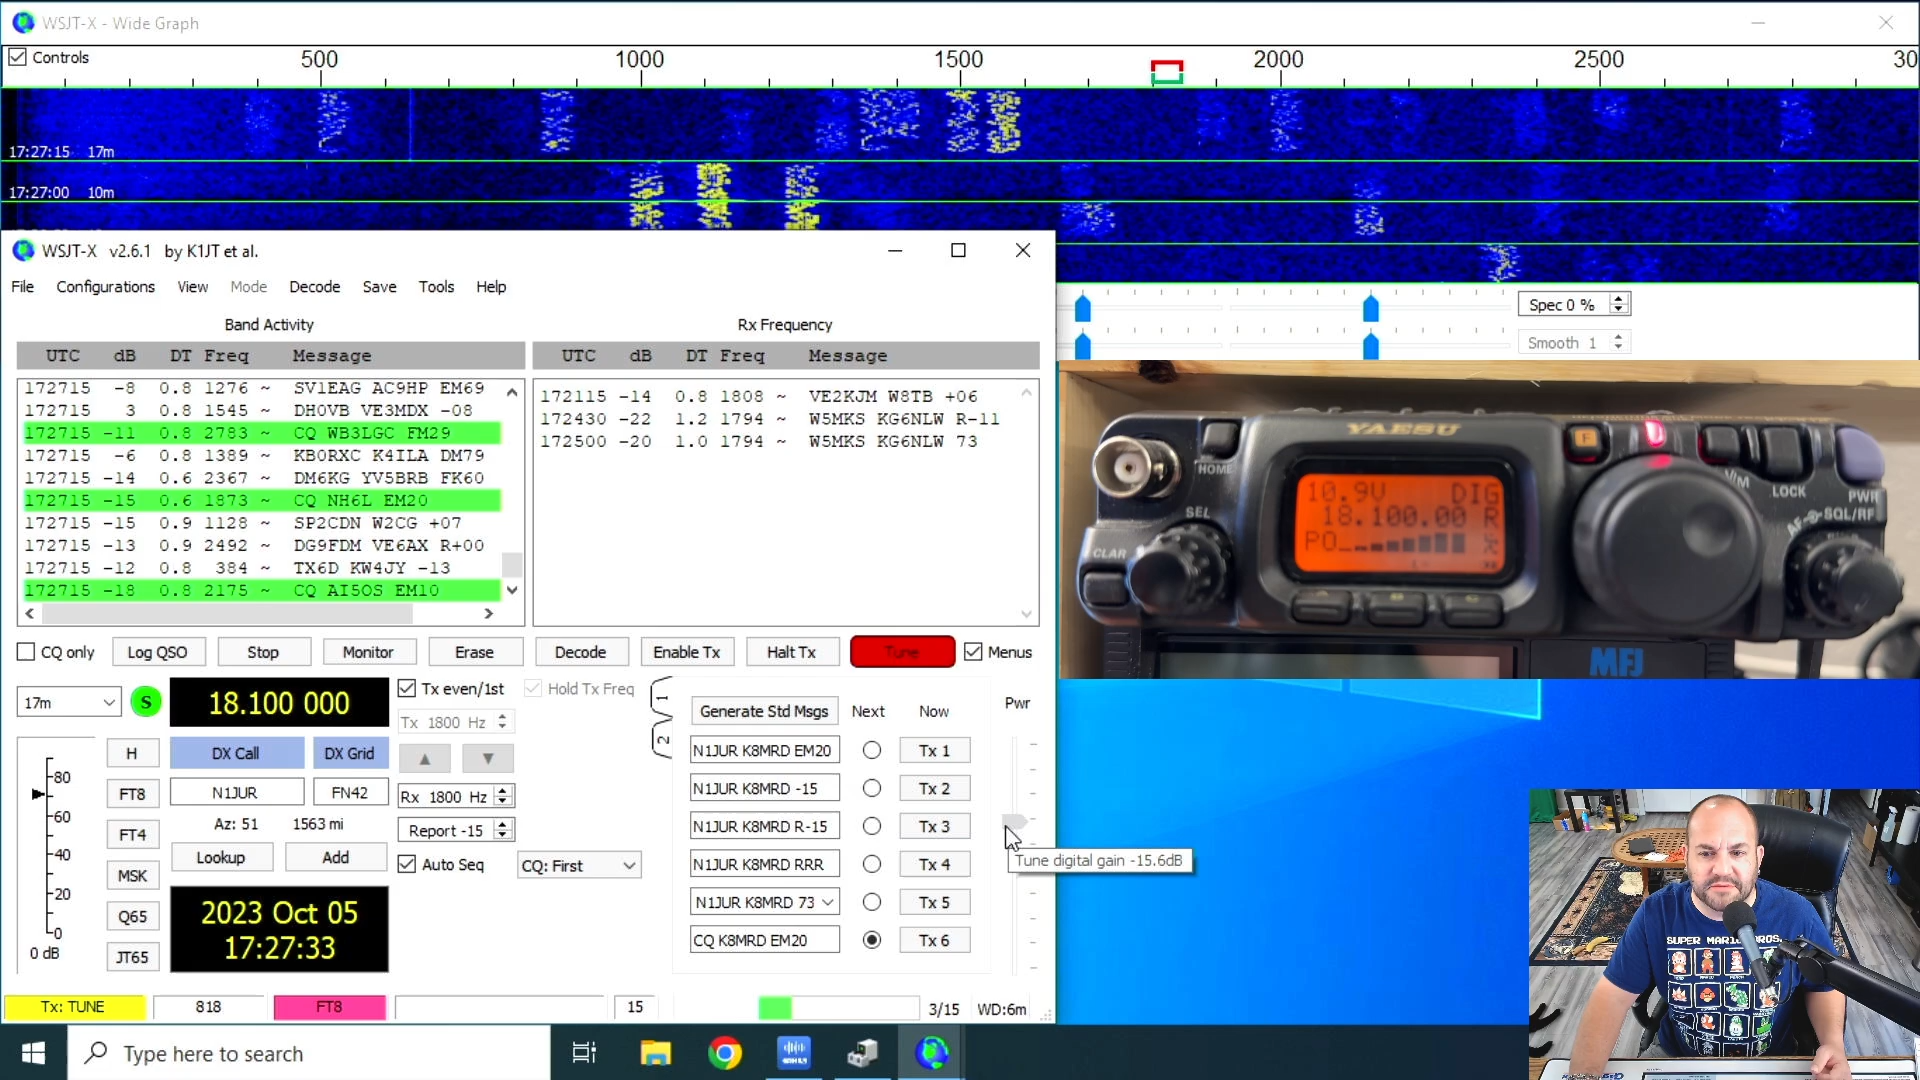 WSJT-X - Wide Graph
Controls 500 1000 1500 2000 2500 30
17:27:15 17m
17:27:00 10m
WSJT-X v2.6.1 by K1JT et al.
File Configurations View Mode Decode Save Tools Help
Band Activity
UTC dB DT Freq Message
172715 -8 0.8 1276 ~ SV1EAG AC9HP EM69
172715 3 0.8 1545 ~ DH0VB VE3MDX -08
172715 -11 0.8 2783 ~ CQ WB3LGC FM29
172715 -6 0.8 1389 ~ KB0RXC K4ILA DM79
172715 -14 0.6 2367 ~ DM6KG YV5BRB FK60
172715 -15 0.6 1873 ~ CQ NH6L EM20
172715 -15 0.9 1128 ~ SP2CDN W2CG +07
172715 -13 0.9 2492 ~ DG9FDM VE6AX R+00
172715 -12 0.8 384 ~ TX6D KW4JY -13
172715 -18 0.8 2175 ~ CQ AI5OS EM10
Rx Frequency
UTC dB DT Freq Message
172115 -14 0.8 1808 ~ VE2KJM W8TB +06
172430 -22 1.2 1794 ~ W5MKS KG6NLW R-11
172500 -20 1.0 1794 ~ W5MKS KG6NLW 73
Spec 0 %
Smooth 1
CQ only Log QSO Stop Monitor Erase Decode Enable Tx Halt Tx Tune Menus
17m S 18.100 000
Tx even/1st Hold Tx Freq
Tx 1800 Hz
H DX Call DX Grid
FT8 N1JUR FN42
Rx 1800 Hz
Az: 51 1563 mi
Report -15
FT4 Lookup Add
Auto Seq CQ: First
MSK
Q65
JT65
80
60
40
20
0
0 dB
2023 Oct 05
17:27:33
1
2
Generate Std Msgs Next Now Pwr
N1JUR K8MRD EM20 Tx 1
N1JUR K8MRD -15 Tx 2
N1JUR K8MRD R-15 Tx 3
N1JUR K8MRD RRR Tx 4
N1JUR K8MRD 73 Tx 5
CQ K8MRD EM20 Tx 6
Tune digital gain -15.6dB
Tx: TUNE 818 FT8 15 3/15 WD:6m
Type here to search
YAESU
HOME
F
V/M
LOCK
PWR
AF SQL/RF
SEL
CLAR
10.9V DIG
18.100.00 R
PO
A B C
MFJ
SUPER MARIO BROS.